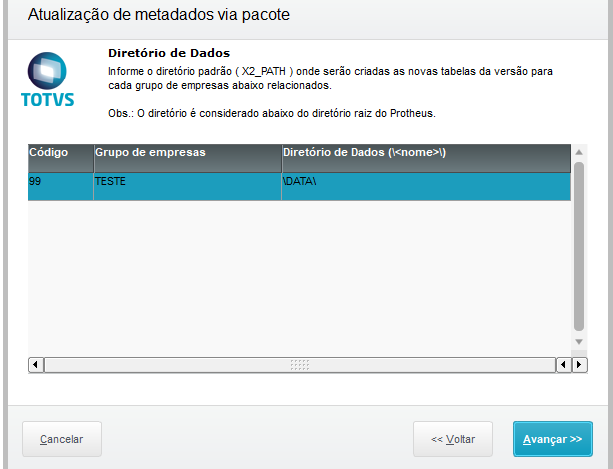 Atualização de metadados via pacote
Diretório de Dados
Informe o diretório padrão ( X2_PATH ) onde serão criadas as novas tabelas da versão para
cada grupo de empresas abaixo relacionados.
TOTVS
Obs.: O diretório é considerado abaixo do diretório raiz do Protheus.
Código Grupo de empresas Diretório de Dados (\<nome>\)
99 TESTE \DATA\
Cancelar << Voltar Avançar >>